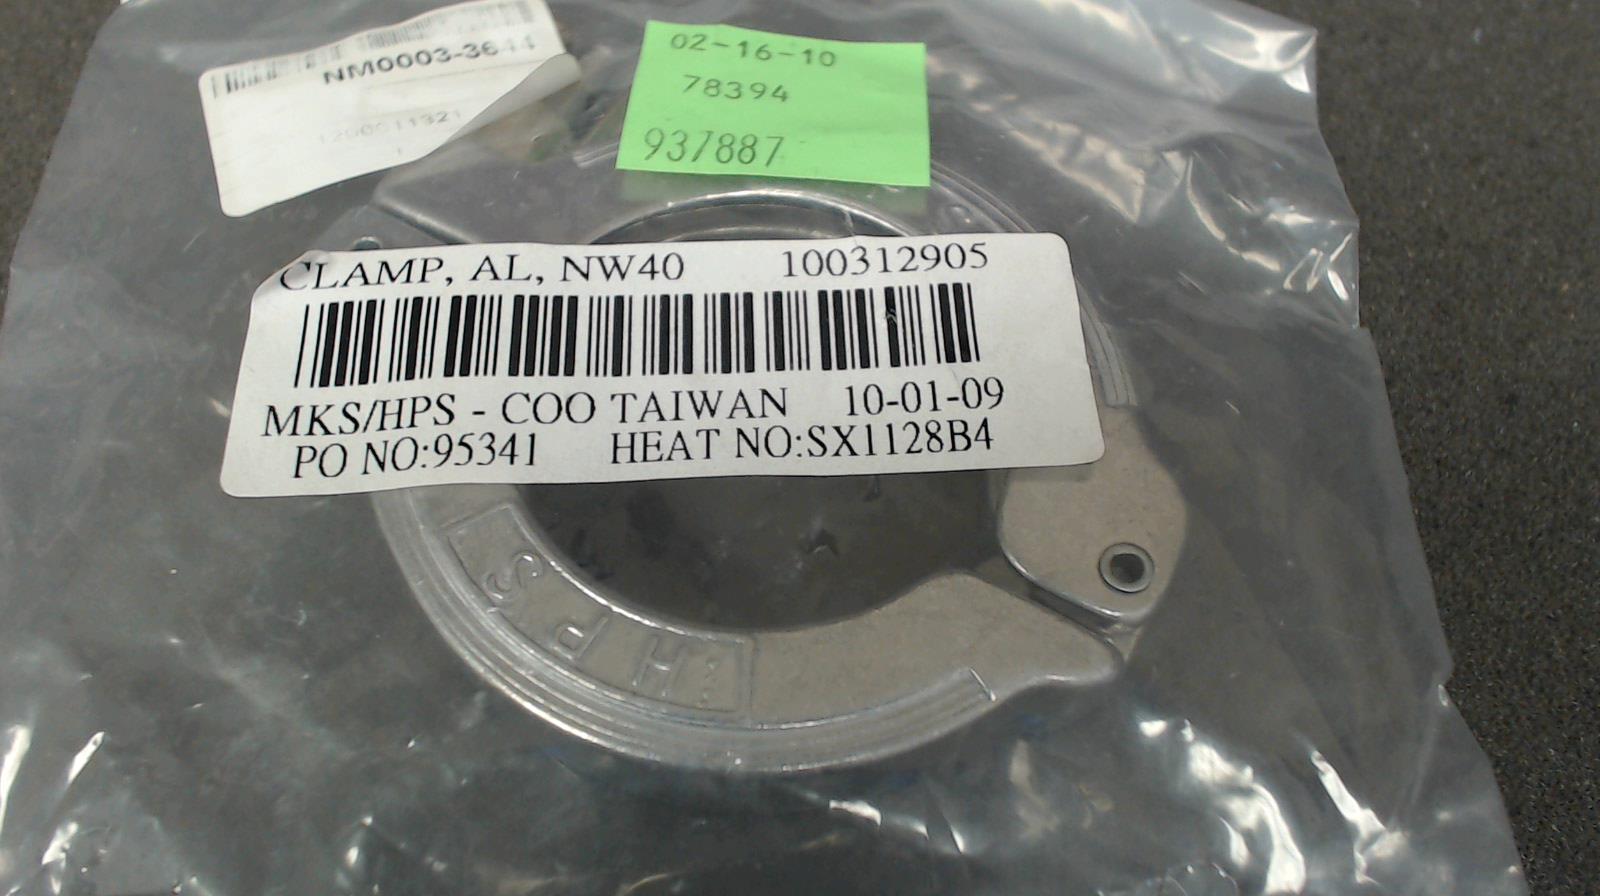 NM0003-3644
02-16-10
78394
937887
CLAMP, AL, NW40 100312905
MKS/HPS - COO TAIWAN 10-01-09
PO NO:95341 HEAT NO:SX1128B4
HPS